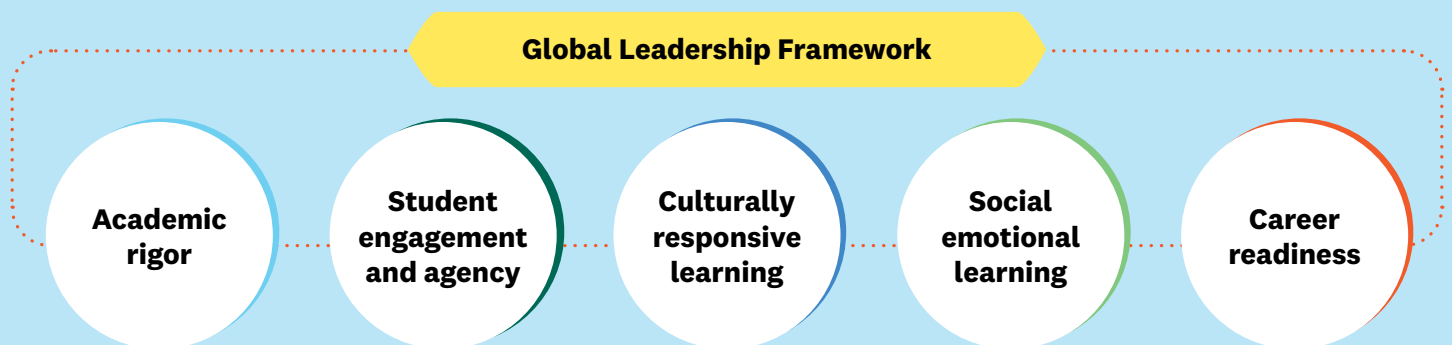 Global Leadership Framework
Academic
rigor
Student
engagement
and agency
Culturally
responsive
learning
Social
emotional
learning
Career
readiness